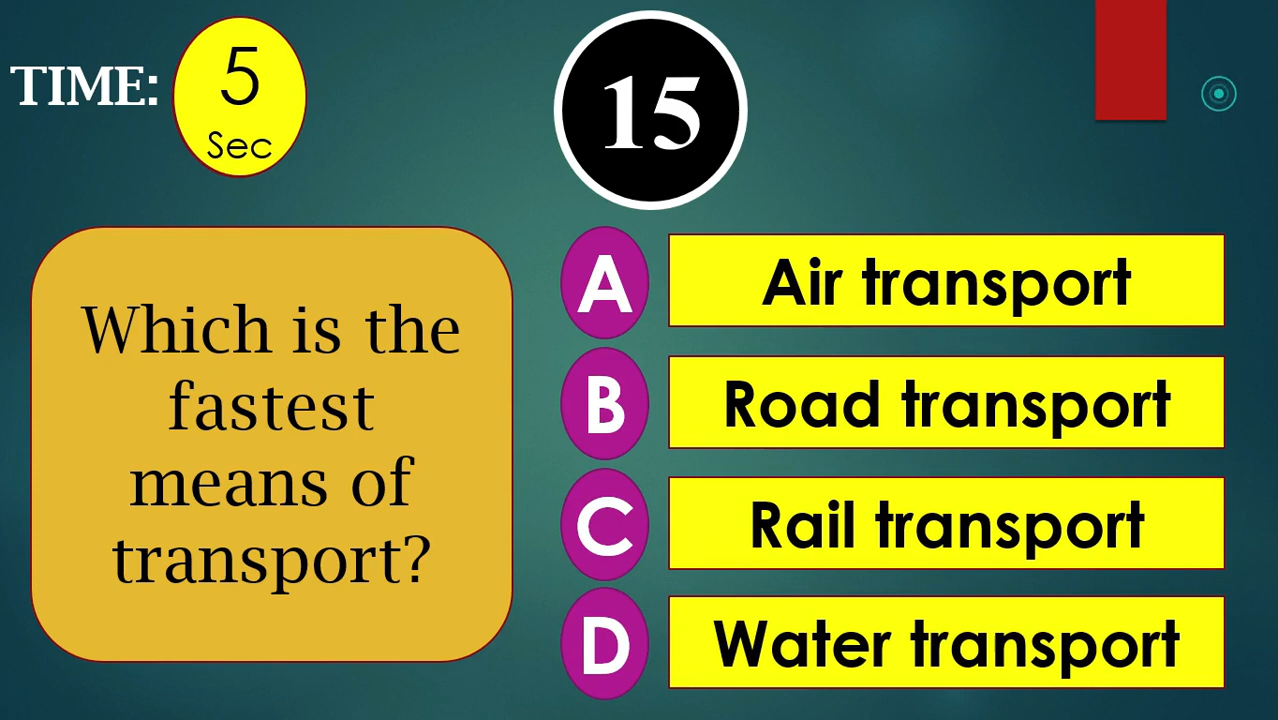 TIME:
5
Sec
15
Which is the
fastest
means of
transport?
A
Air transport
B
Road transport
C
Rail transport
D
Water transport